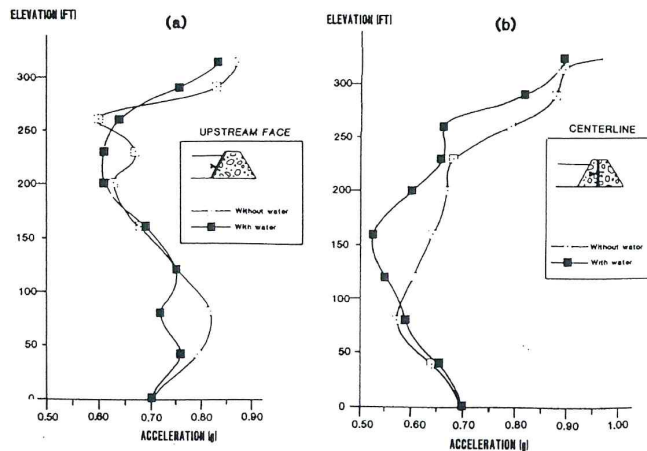 ELEVATION (FT)
(a)
300
250
200
150
100
50
0
0.50
0.60
0.70
0.80
0.90
ACCELERATION (g)
UPSTREAM FACE
Without water
With water
ELEVATION (FT)
(b)
350
300
250
200
150
100
50
0
0.50
0.60
0.70
0.80
0.90
1.00
ACCELERATION (g)
CENTERLINE
Without water
With water